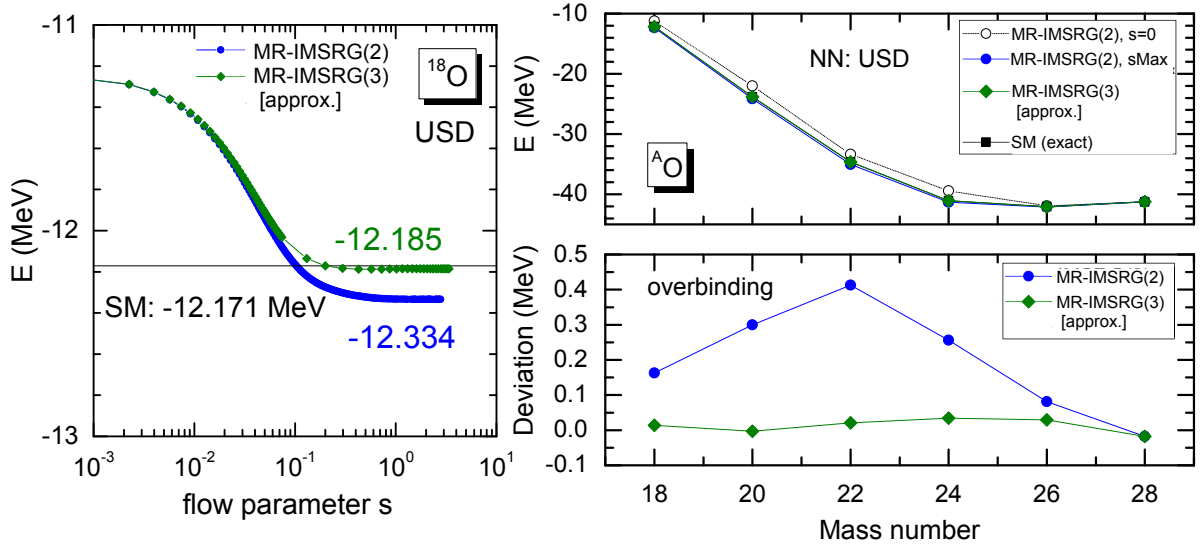 -11
-12
-13
E (MeV)
MR-IMSRG(2)
MR-IMSRG(3)
[approx.]
18O
USD
-12.185
SM: -12.171 MeV
-12.334
10-3
10-2
10-1
100
101
flow parameter s
-10
-20
-30
-40
E (MeV)
MR-IMSRG(2), s=0
MR-IMSRG(2), sMax
MR-IMSRG(3)
[approx.]
SM (exact)
NN: USD
AO
0.5
0.4
0.3
0.2
0.1
0.0
-0.1
Deviation (MeV)
overbinding
MR-IMSRG(2)
MR-IMSRG(3)
[approx.]
18
20
22
24
26
28
Mass number